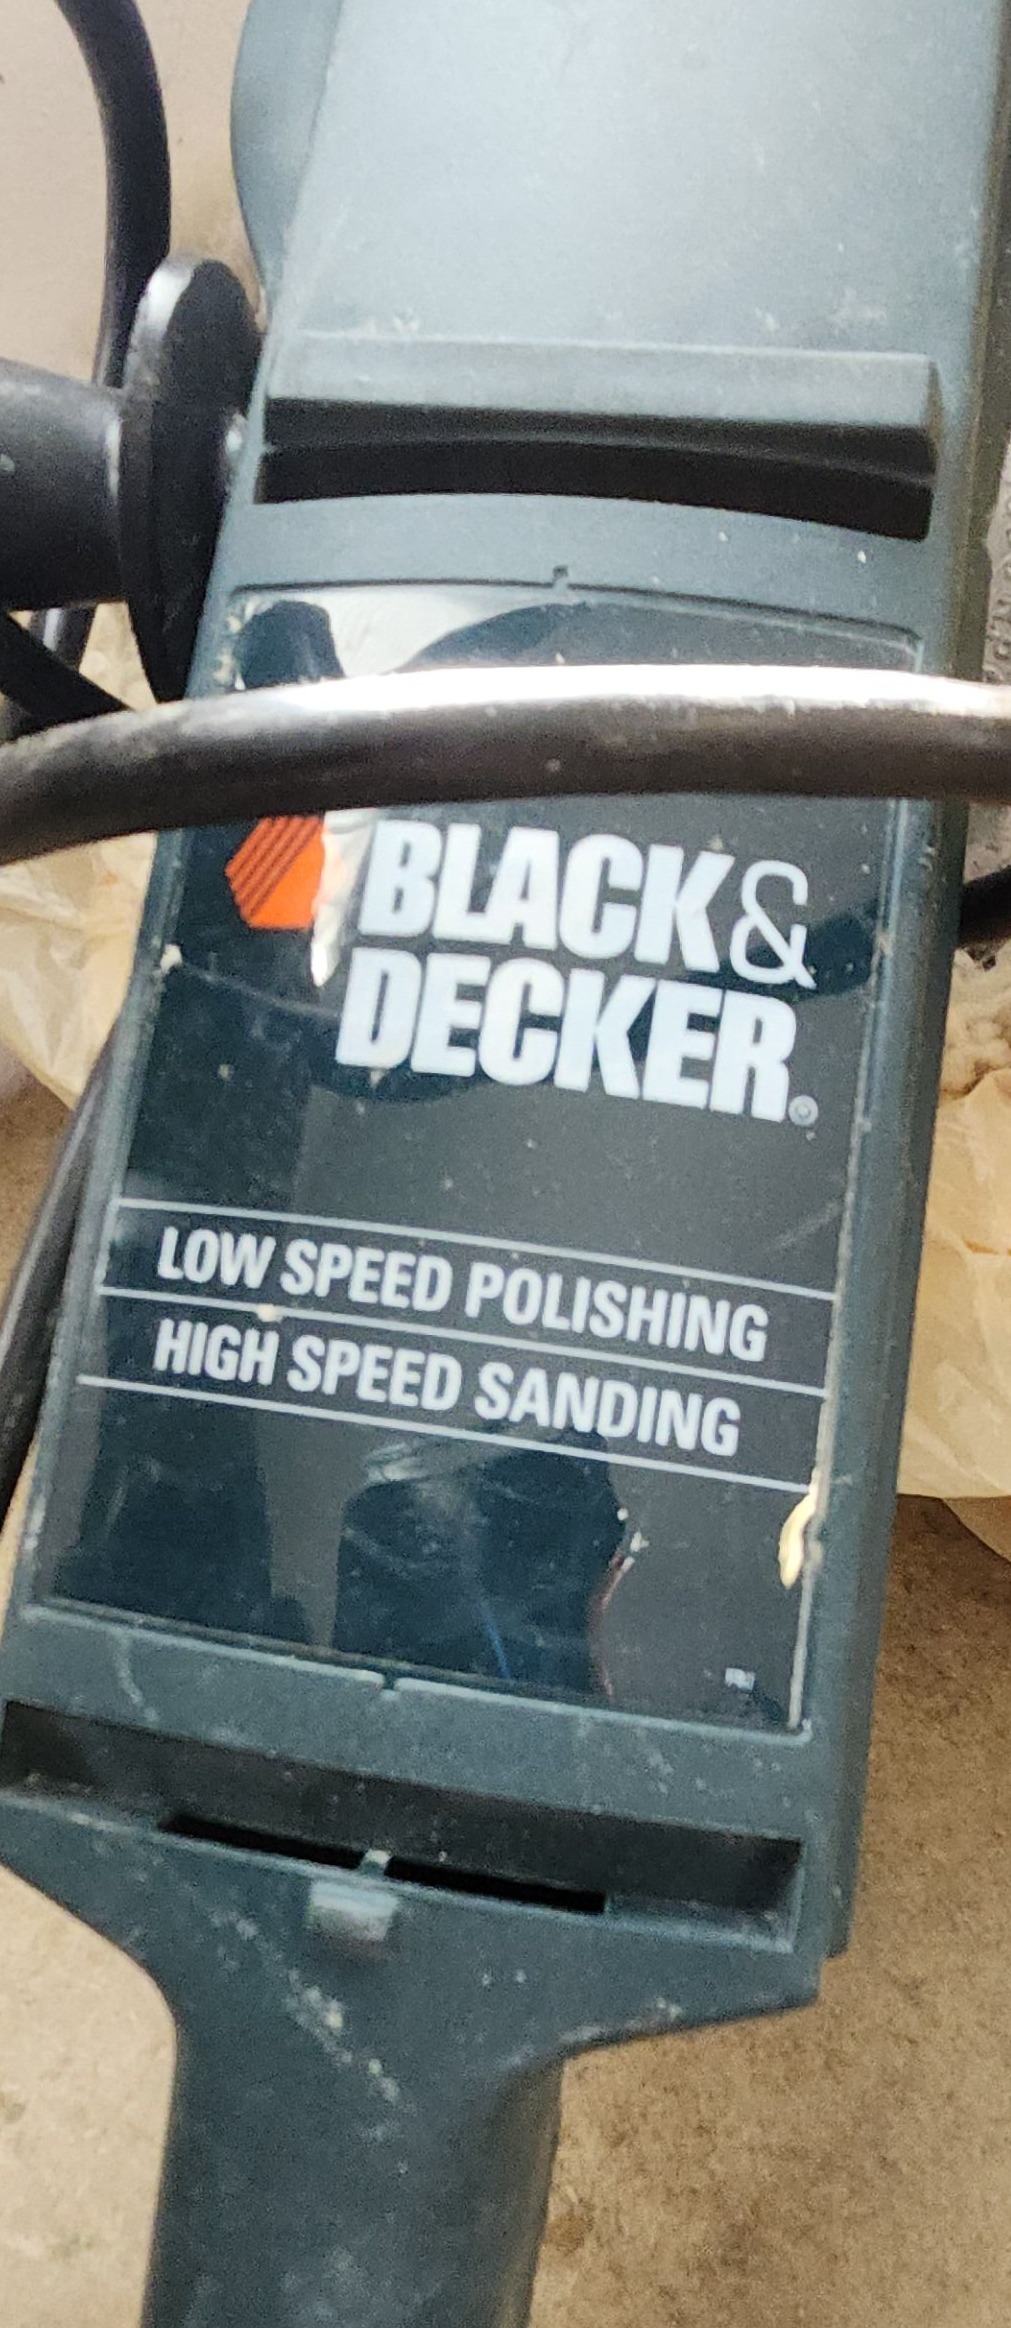 BLACK&
DECKER®
LOW SPEED POLISHING
HIGH SPEED SANDING